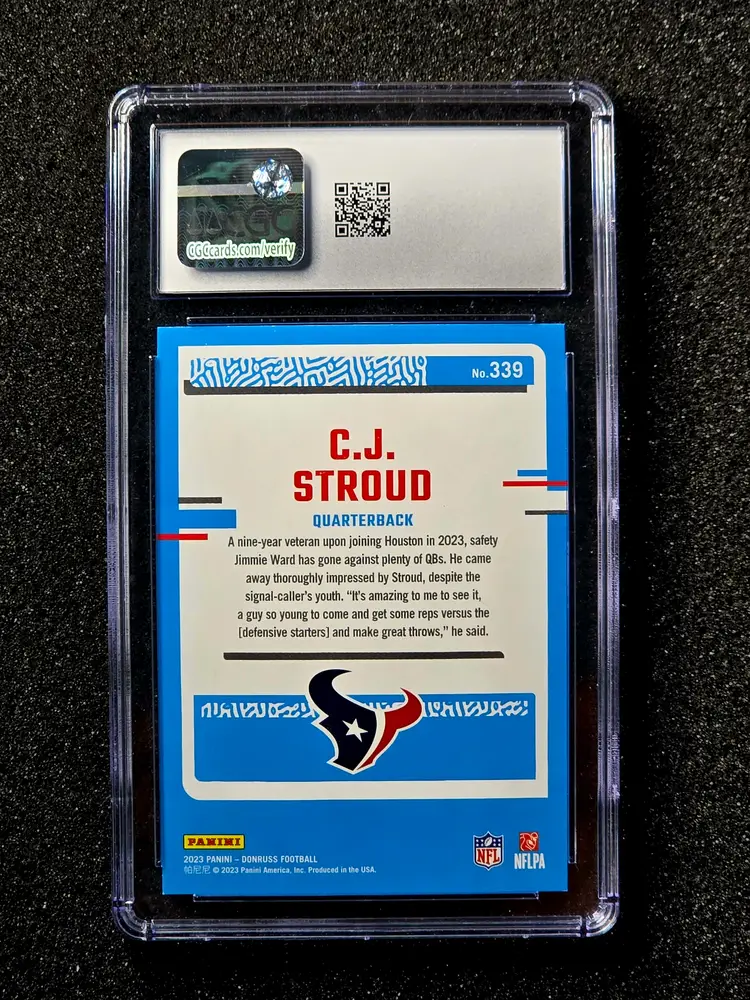 CGCcards.com/verify
No.339
C.J.
STROUD
QUARTERBACK
A nine-year veteran upon joining Houston in 2023, safety
Jimmie Ward has gone against plenty of QBs. He came
away thoroughly impressed by Stroud, despite the
signal-caller's youth. “It's amazing to me to see it,
a guy so young to come and get some reps versus the
[defensive starters] and make great throws,” he said.
PANINI
2023 PANINI – DONRUSS FOOTBALL
帕尼尼 © 2023 Panini America, Inc. Produced in the USA.
NFL
NFLPA